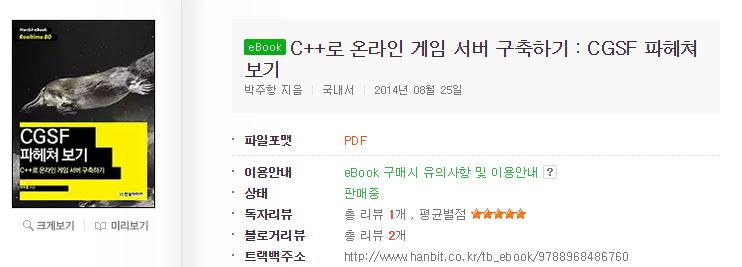 Hanbit eBook
Realtime 80
CGSF
파헤쳐 보기
C++로 온라인 게임 서버 구축하기
크게보기 | 미리보기
eBook C++로 온라인 게임 서버 구축하기 : CGSF 파헤쳐
보기
박주항 지음 | 국내서 | 2014년 08월 25일
파일포맷 PDF
이용안내 eBook 구매시 유의사항 및 이용안내 ?
상태 판매중
독자리뷰 총 리뷰 1개 , 평균별점 ★★★★★
블로거리뷰 총 리뷰 2개
트랙백주소 http://www.hanbit.co.kr/tb_ebook/9788968486760